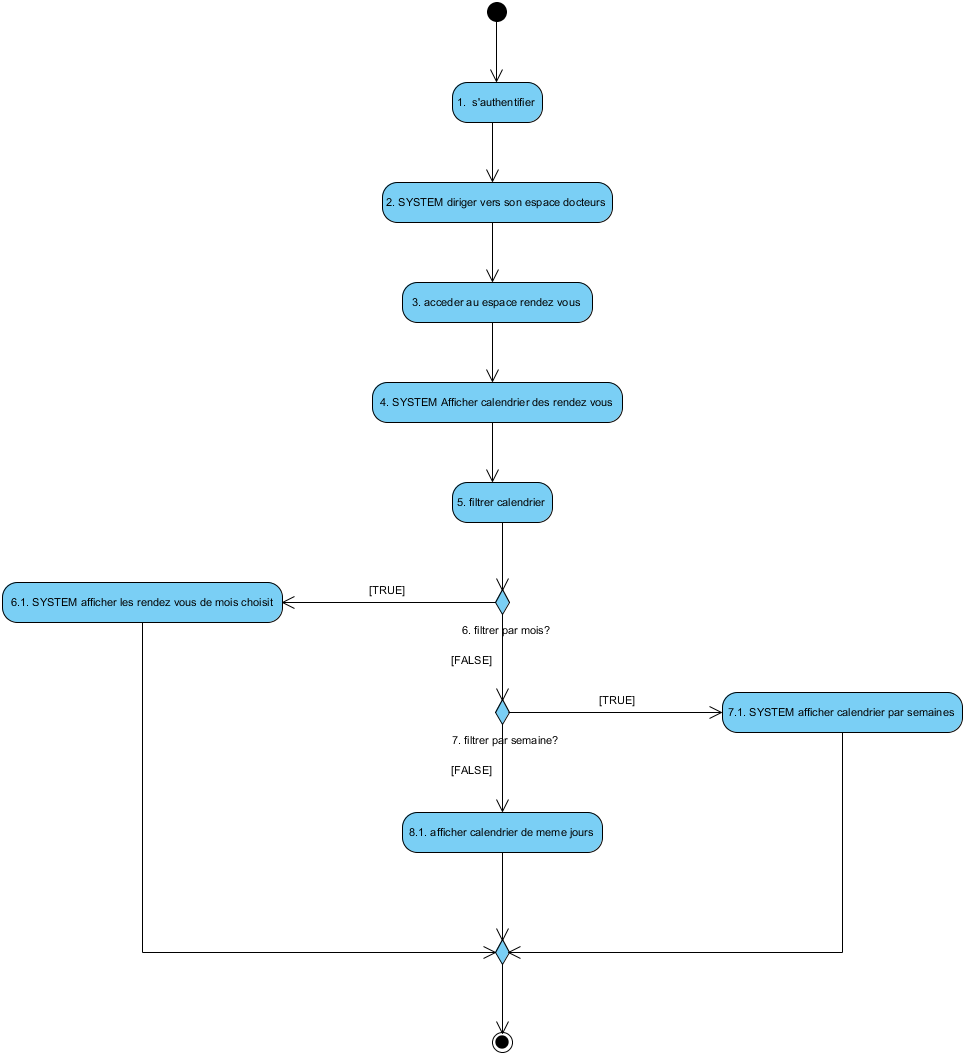 1. s'authentifier
2. SYSTEM diriger vers son espace docteurs
3. acceder au espace rendez vous
4. SYSTEM Afficher calendrier des rendez vous
5. filtrer calendrier
[TRUE]
6.1. SYSTEM afficher les rendez vous de mois choisit
6. filtrer par mois?
[FALSE]
[TRUE]
7.1. SYSTEM afficher calendrier par semaines
7. filtrer par semaine?
[FALSE]
8.1. afficher calendrier de meme jours